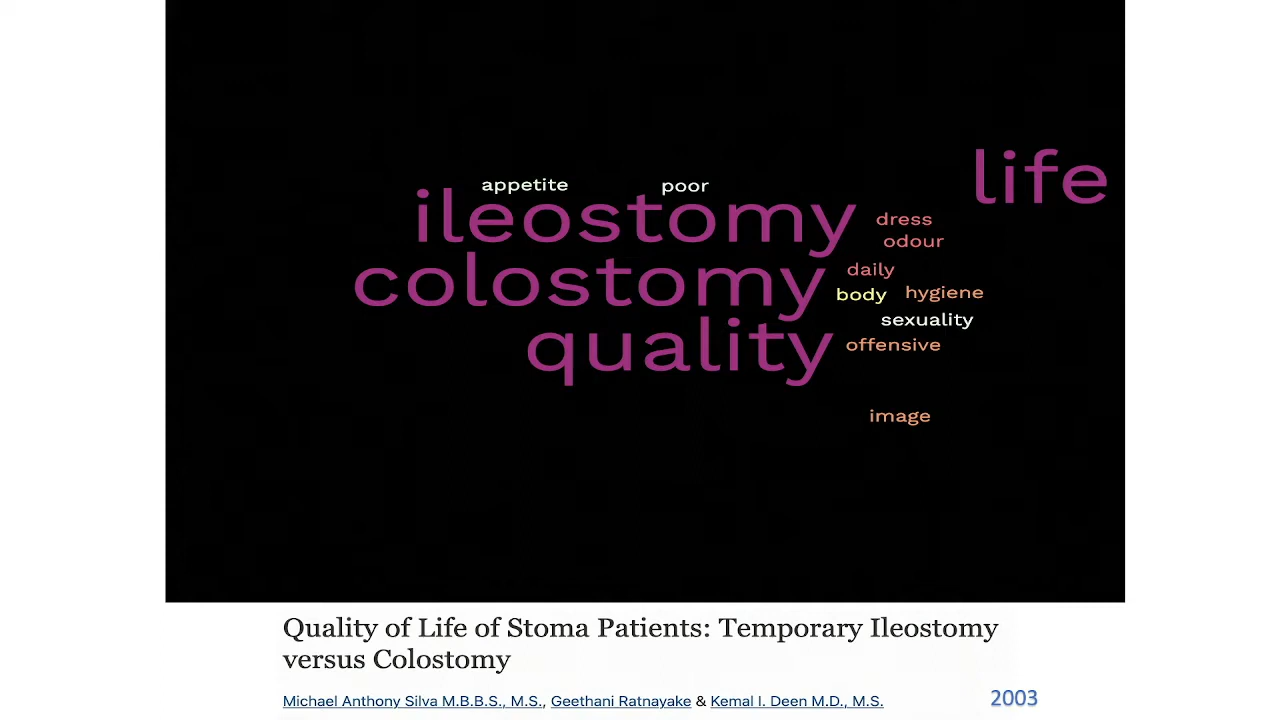 life
appetite poor
ileostomy
dress
odour
colostomy
daily
body hygiene
sexuality
quality
offensive
image
Quality of Life of Stoma Patients: Temporary Ileostomy
versus Colostomy
Michael Anthony Silva M.B.B.S., M.S., Geethani Ratnayake & Kemal I. Deen M.D., M.S.
2003